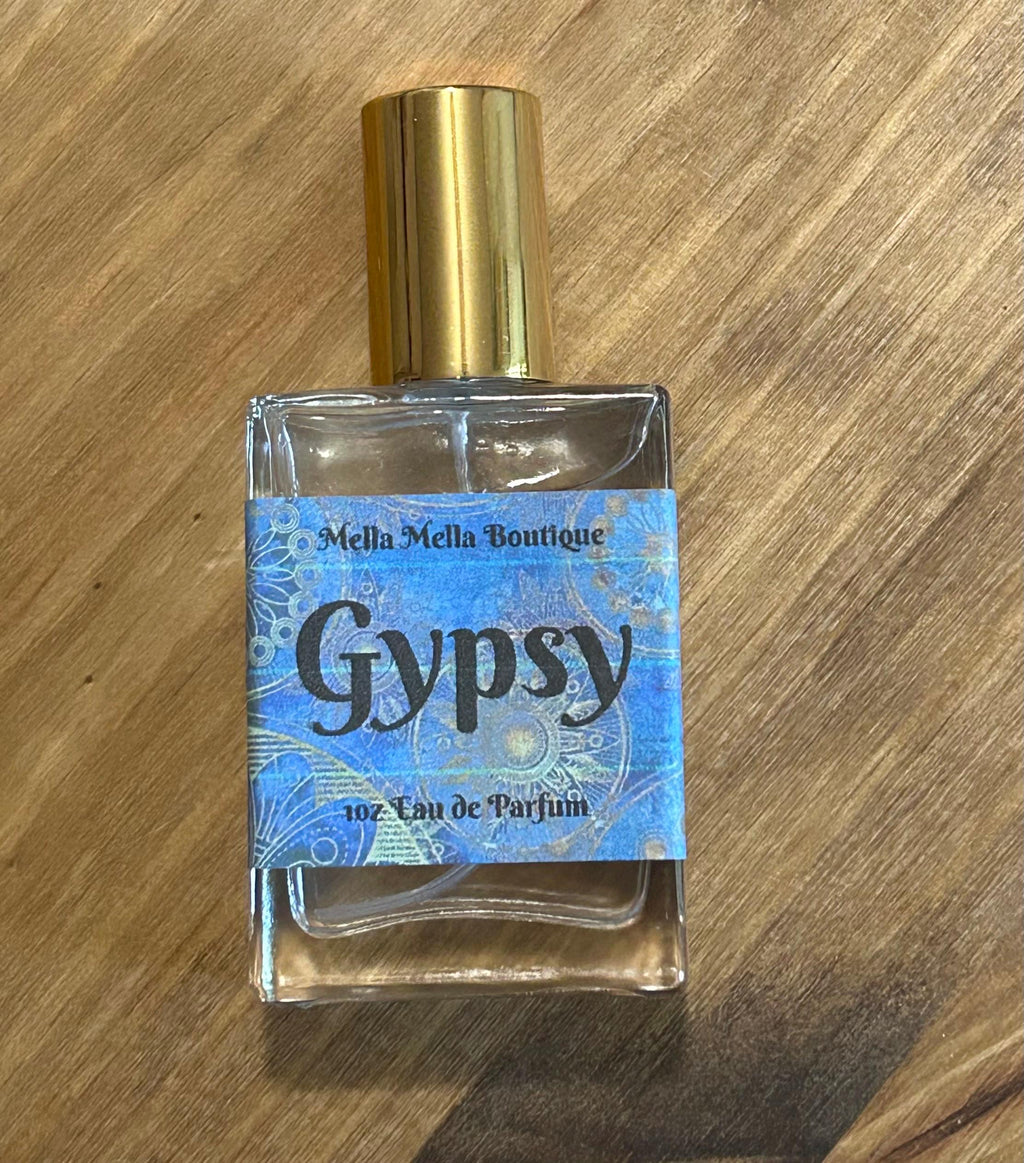 Mella Mella Boutique
Gypsy
1oz Eau de Parfum